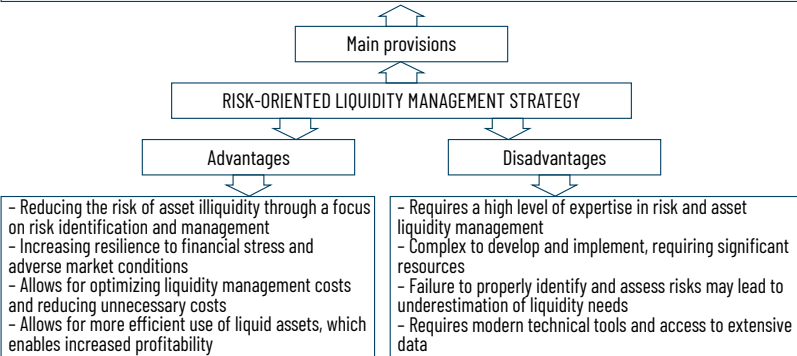 Main provisions
RISK-ORIENTED LIQUIDITY MANAGEMENT STRATEGY
Advantages
Disadvantages
– Reducing the risk of asset illiquidity through a focus
on risk identification and management
– Increasing resilience to financial stress and
adverse market conditions
– Allows for optimizing liquidity management costs
and reducing unnecessary costs
– Allows for more efficient use of liquid assets, which
enables increased profitability
– Requires a high level of expertise in risk and asset
liquidity management
– Complex to develop and implement, requiring significant
resources
– Failure to properly identify and assess risks may lead to
underestimation of liquidity needs
– Requires modern technical tools and access to extensive
data